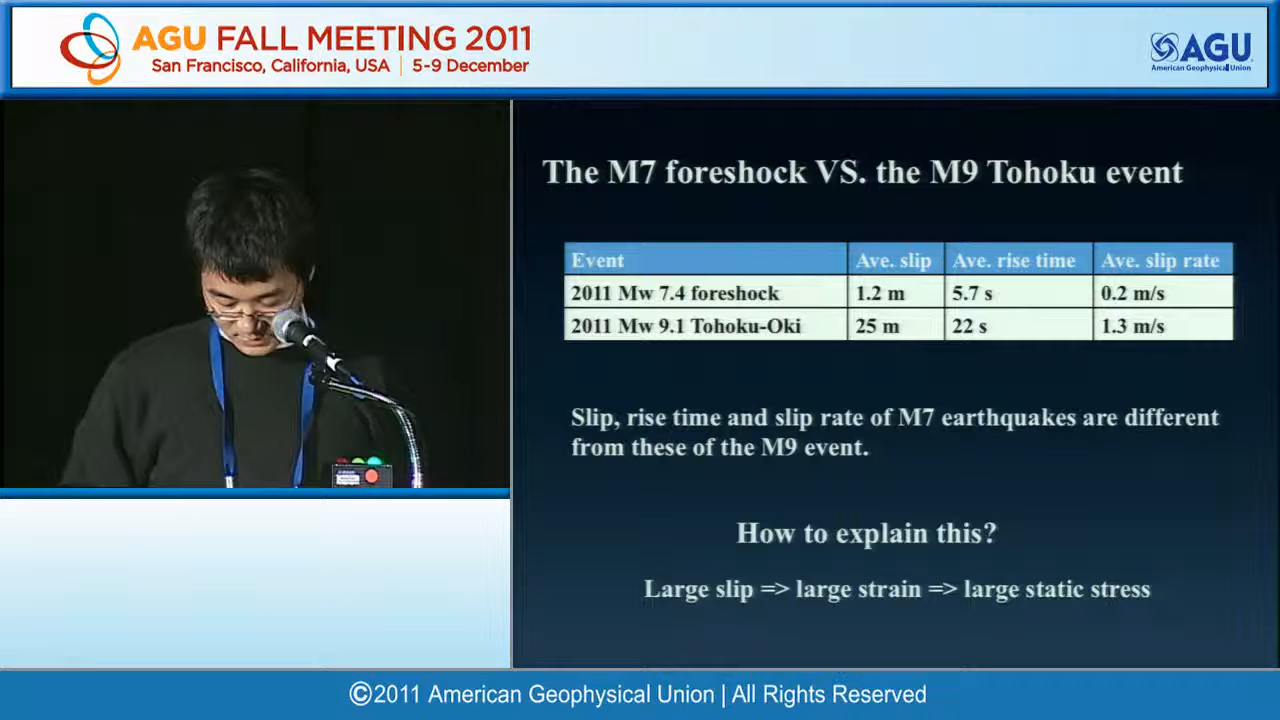 AGU FALL MEETING 2011
San Francisco, California, USA | 5-9 December
AGU
American Geophysical Union
The M7 foreshock VS. the M9 Tohoku event
Event Ave. slip Ave. rise time Ave. slip rate
2011 Mw 7.4 foreshock 1.2 m 5.7 s 0.2 m/s
2011 Mw 9.1 Tohoku-Oki 25 m 22 s 1.3 m/s
Slip, rise time and slip rate of M7 earthquakes are different
from these of the M9 event.
How to explain this?
Large slip => large strain => large static stress
©2011 American Geophysical Union | All Rights Reserved